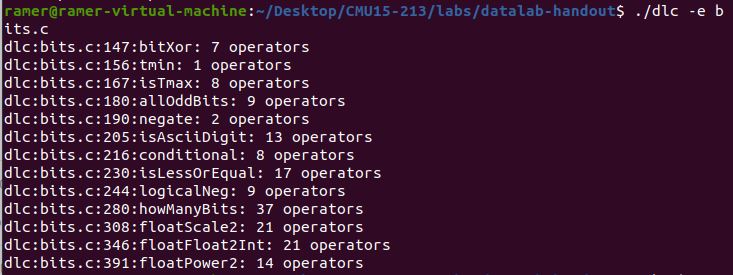 ramer@ramer-virtual-machine:~/Desktop/CMU15-213/labs/datalab-handout$ ./dlc -e b
its.c
dlc:bits.c:147:bitXor: 7 operators
dlc:bits.c:156:tmin: 1 operators
dlc:bits.c:167:isTmax: 8 operators
dlc:bits.c:180:allOddBits: 9 operators
dlc:bits.c:190:negate: 2 operators
dlc:bits.c:205:isAsciiDigit: 13 operators
dlc:bits.c:216:conditional: 8 operators
dlc:bits.c:230:isLessOrEqual: 17 operators
dlc:bits.c:244:logicalNeg: 9 operators
dlc:bits.c:280:howManyBits: 37 operators
dlc:bits.c:308:floatScale2: 21 operators
dlc:bits.c:346:floatFloat2Int: 21 operators
dlc:bits.c:391:floatPower2: 14 operators